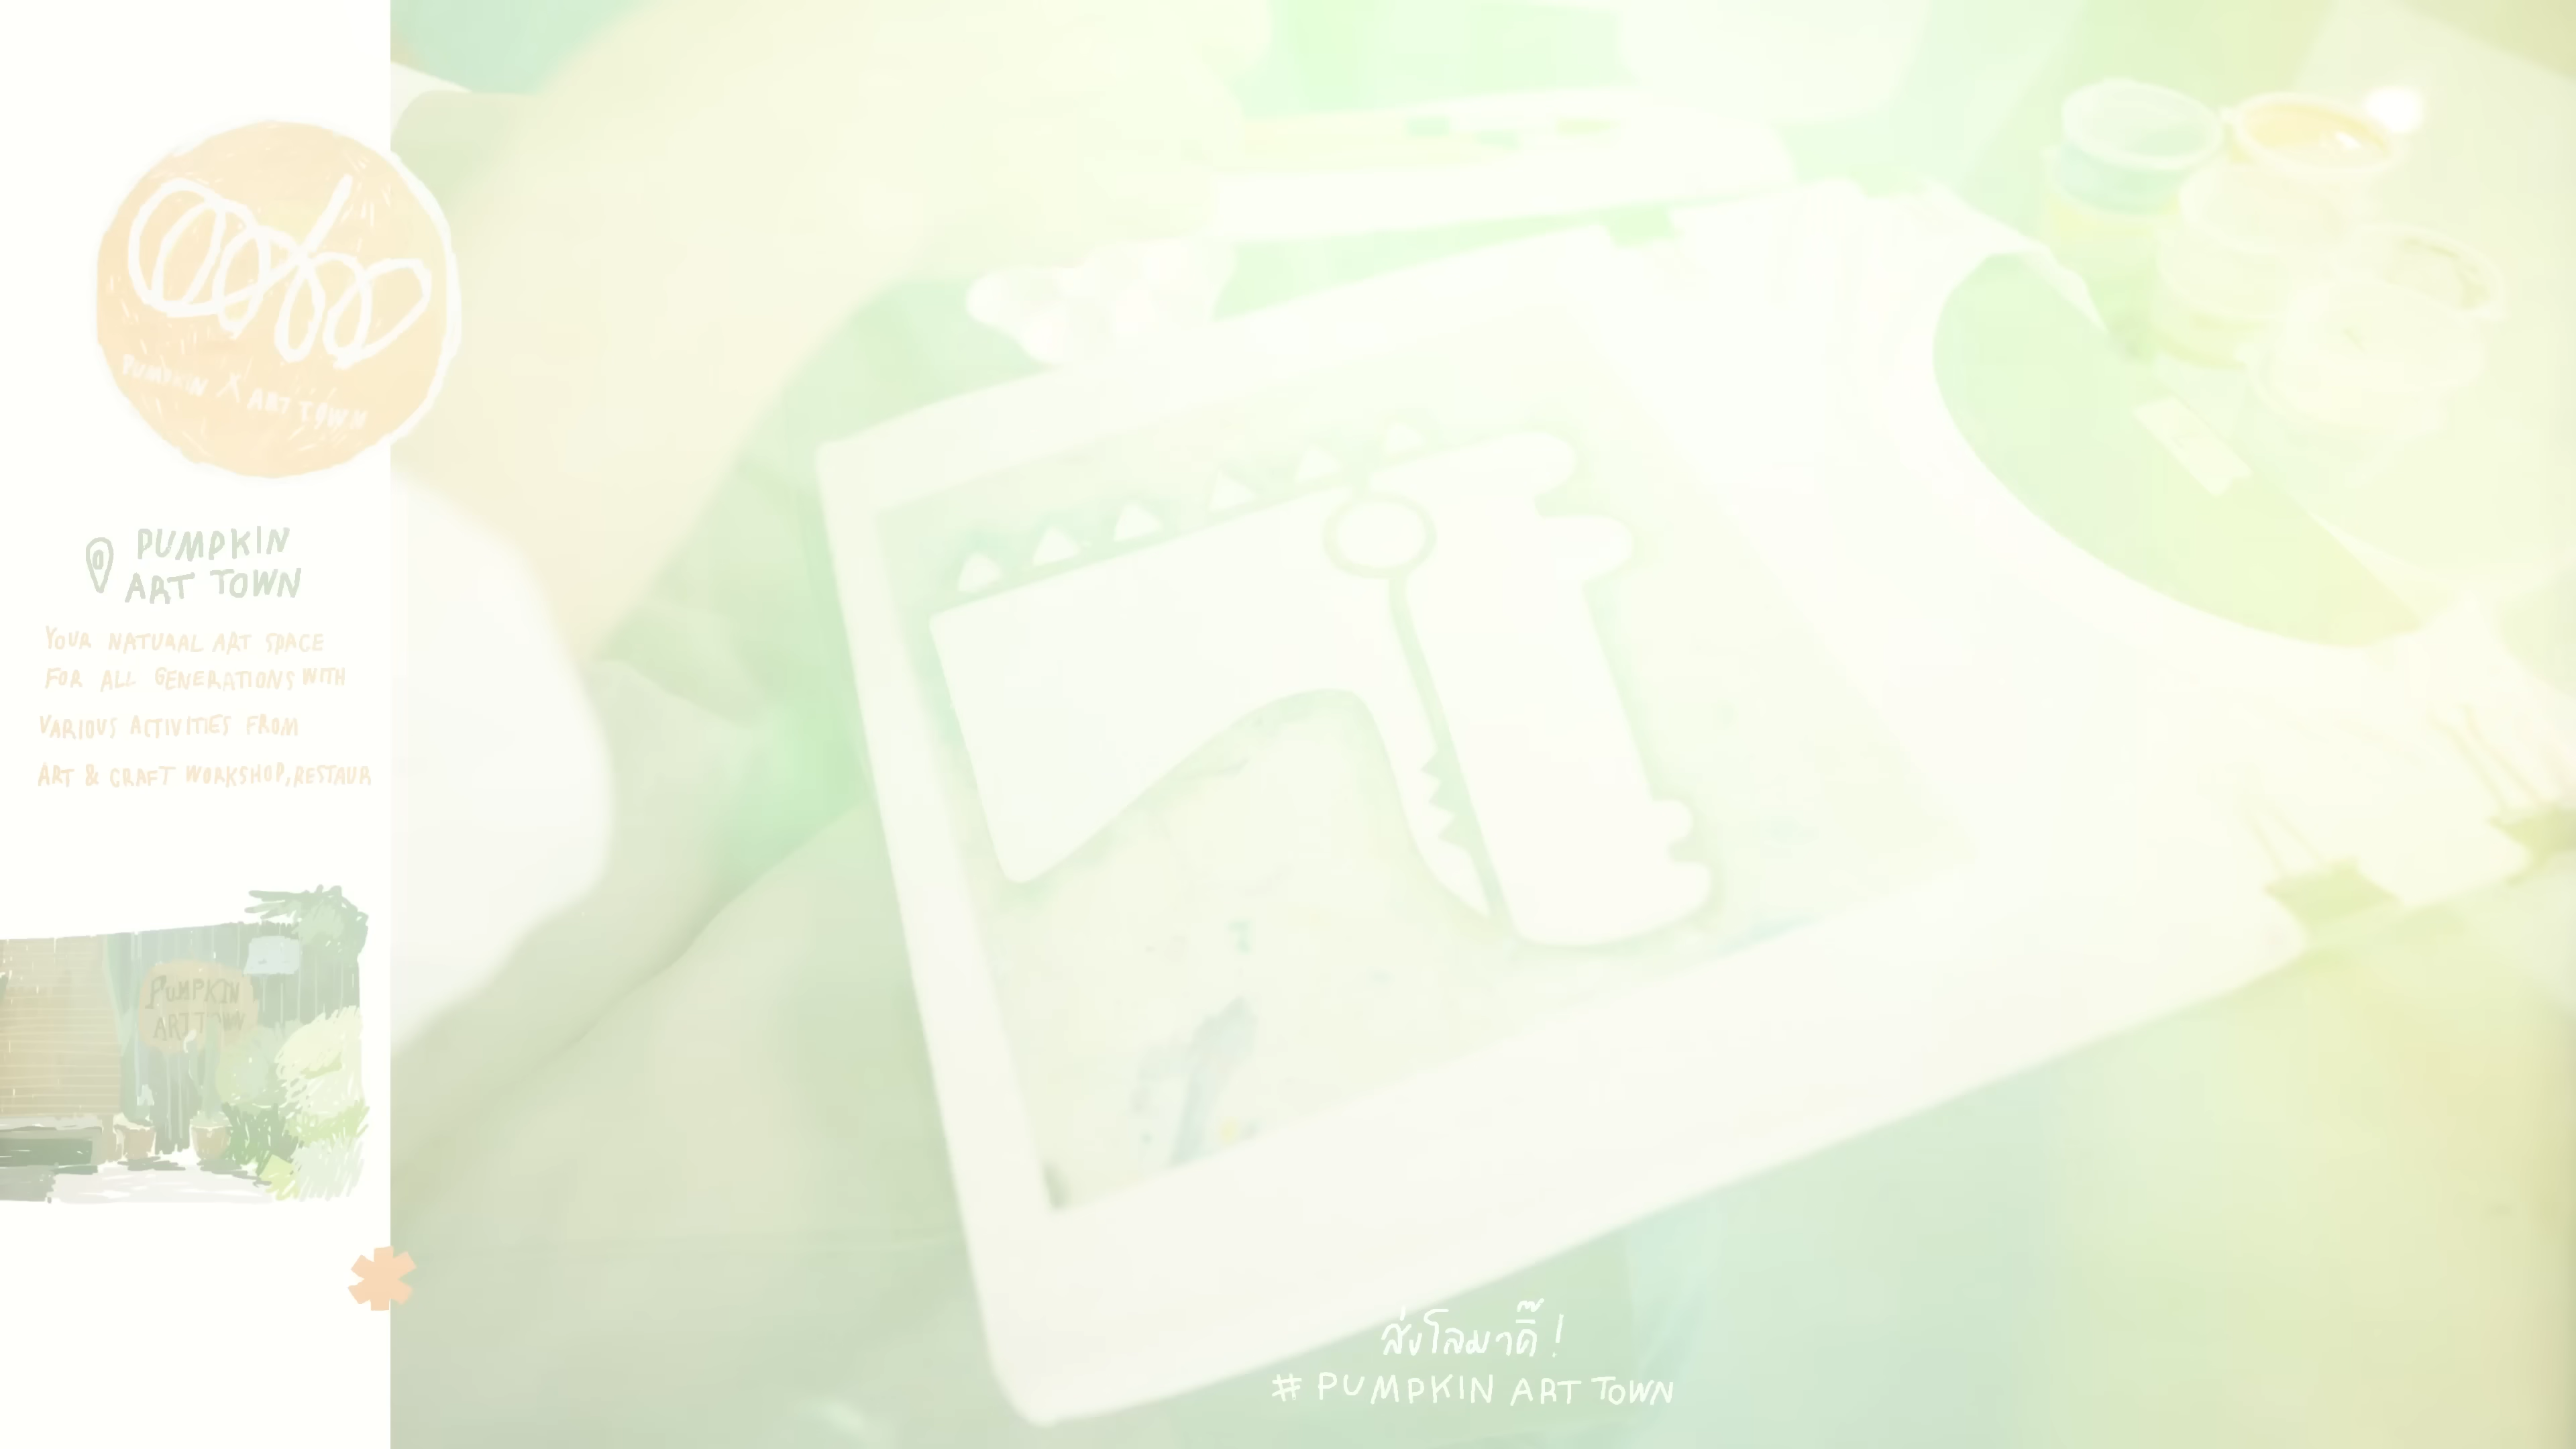 PUMPKIN X ART TOWN
PUMPKIN
ART TOWN
YOUR NATURAL ART SPACE
FOR ALL GENERATIONS WITH
VARIOUS ACTIVITIES FROM
ART & CRAFT WORKSHOP, RESTAUR
PUMPKIN
ART TOWN
ส่งโลมาดิ๊!
# PUMPKIN ART TOWN